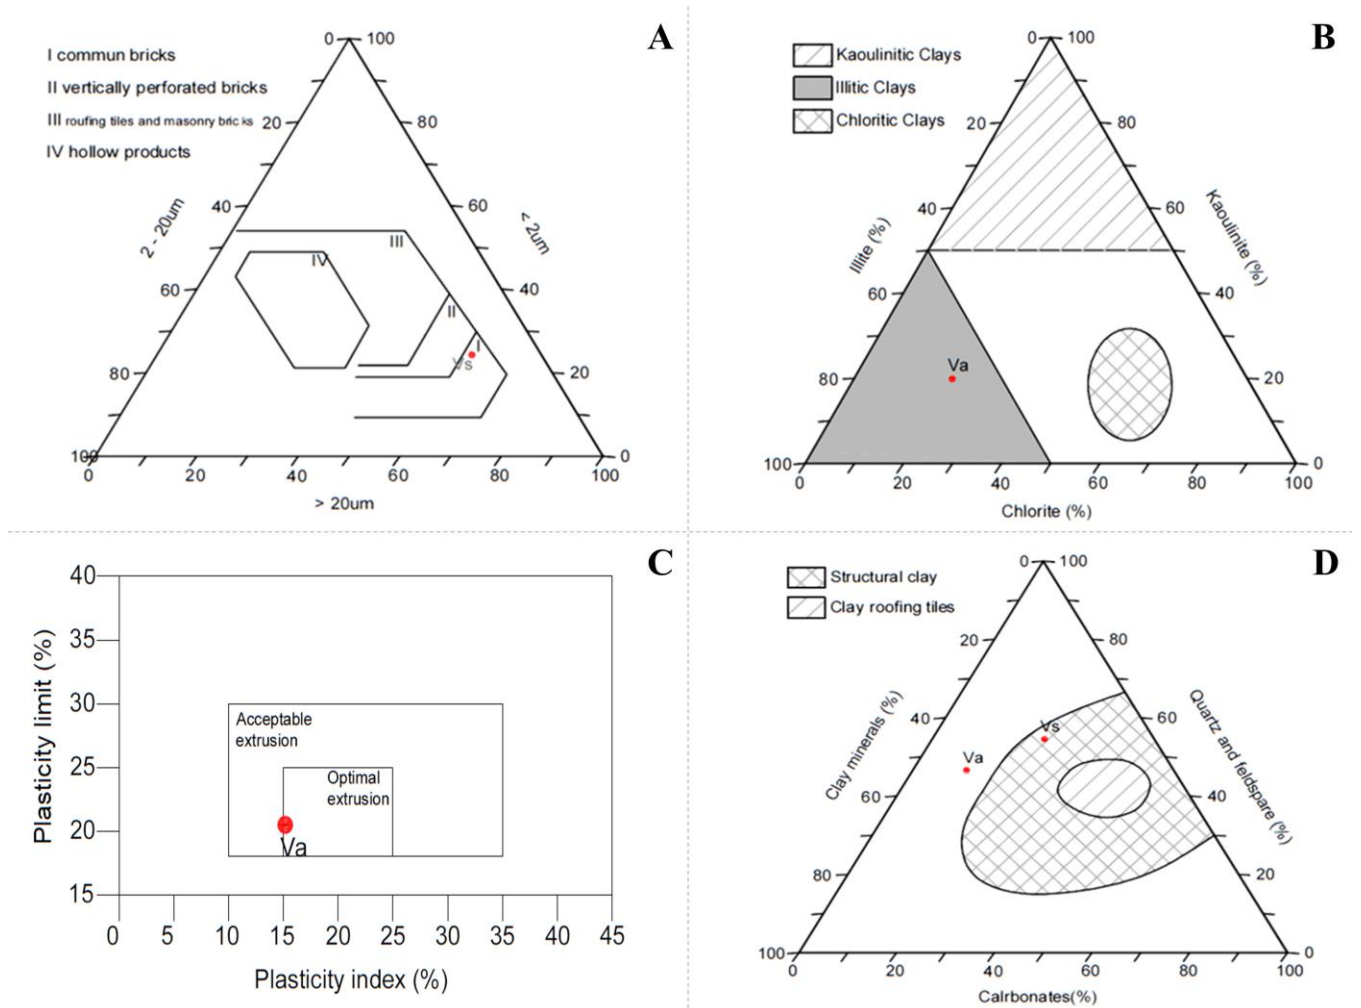 A
I commun bricks
II vertically perforated bricks
III roofing tiles and masonry bric ks
IV hollow products
0 100
20 80
40 60
60 40
80 20
100 0
2 - 20um
< 2um
III
IV
II
I
Vs
0 20 40 60 80 100
> 20um
B
Kaoulinitic Clays
Illitic Clays
Chloritic Clays
0 100
20 80
40 60
60 40
80 20
100 0
Illite (%)
Kaoulinite (%)
Va
0 20 40 60 80 100
Chlorite (%)
C
40
35
30
25
20
15
Plasticity limit (%)
Acceptable
extrusion
Optimal
extrusion
Va
0 5 10 15 20 25 30 35 40 45
Plasticity index (%)
D
Structural clay
Clay roofing tiles
0 100
20 80
40 60
60 40
80 20
100 0
Clay minerals (%)
Quartz and feldspare (%)
Vs
Va
0 20 40 60 80 100
Calrbonates(%)